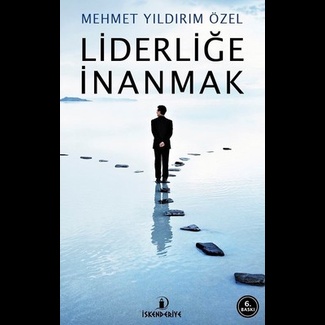 MEHMET YILDIRIM ÖZEL
LİDERLİĞE
İNANMAK
6.
BASKI
İSKENDERİYE